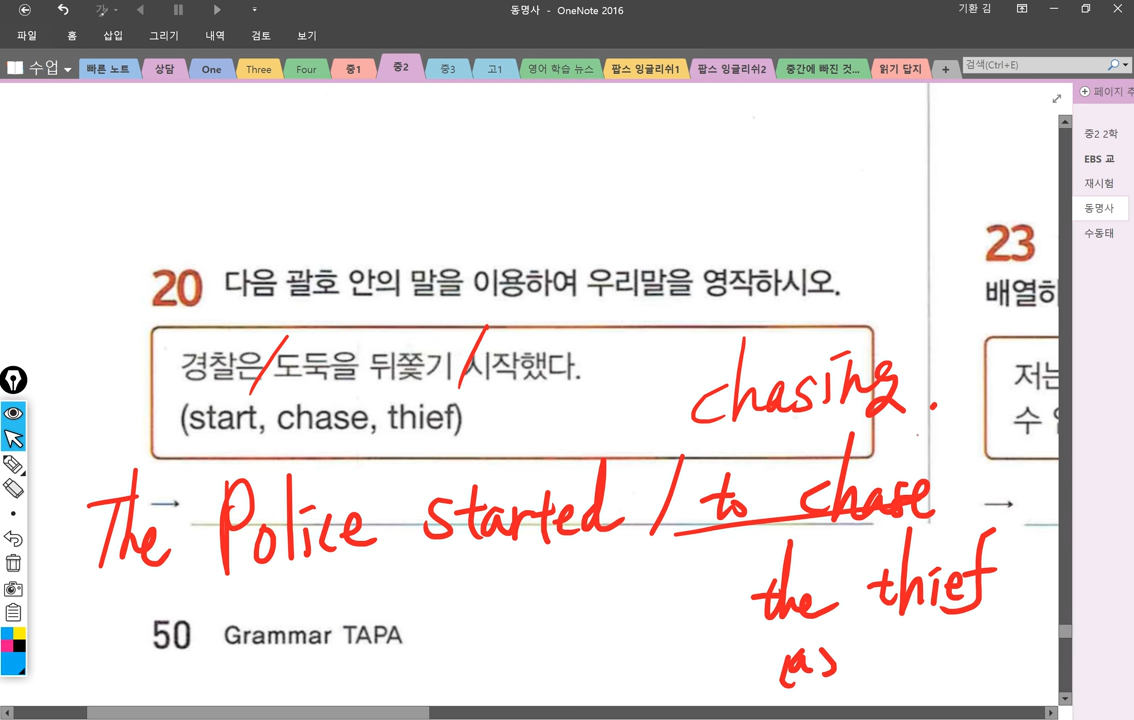 동명사 - OneNote 2016
기환 김
파일 홈 삽입 그리기 내역 검토 보기
수업 빠른 노트 상담 One Three Four 중1 중2 중3 고1 영어 학습 뉴스 팝스 잉글리쉬1 팝스 잉글리쉬2 중간에 빠진 것... 읽기 답지 + 검색(Ctrl+E)
페이지 추
중2 2학
EBS 교
재시험
동명사
수동태
20 다음 괄호 안의 말을 이용하여 우리말을 영작하시오.
경찰은 / 도둑을 뒤쫓기 / 시작했다.
(start, chase, thief)
chasing.
→ The Police started / to chase
the thief
50 Grammar TAPA
23
배열하
저는
수 없
→